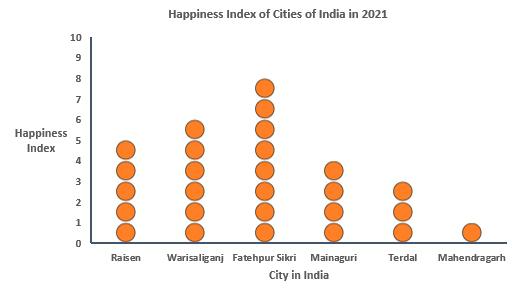 Happiness Index of Cities of India in 2021
10
9
8
7
6
5
4
3
2
1
0
Happiness
Index
Raisen Warisaliganj Fatehpur Sikri Mainaguri Terdal Mahendragarh
City in India